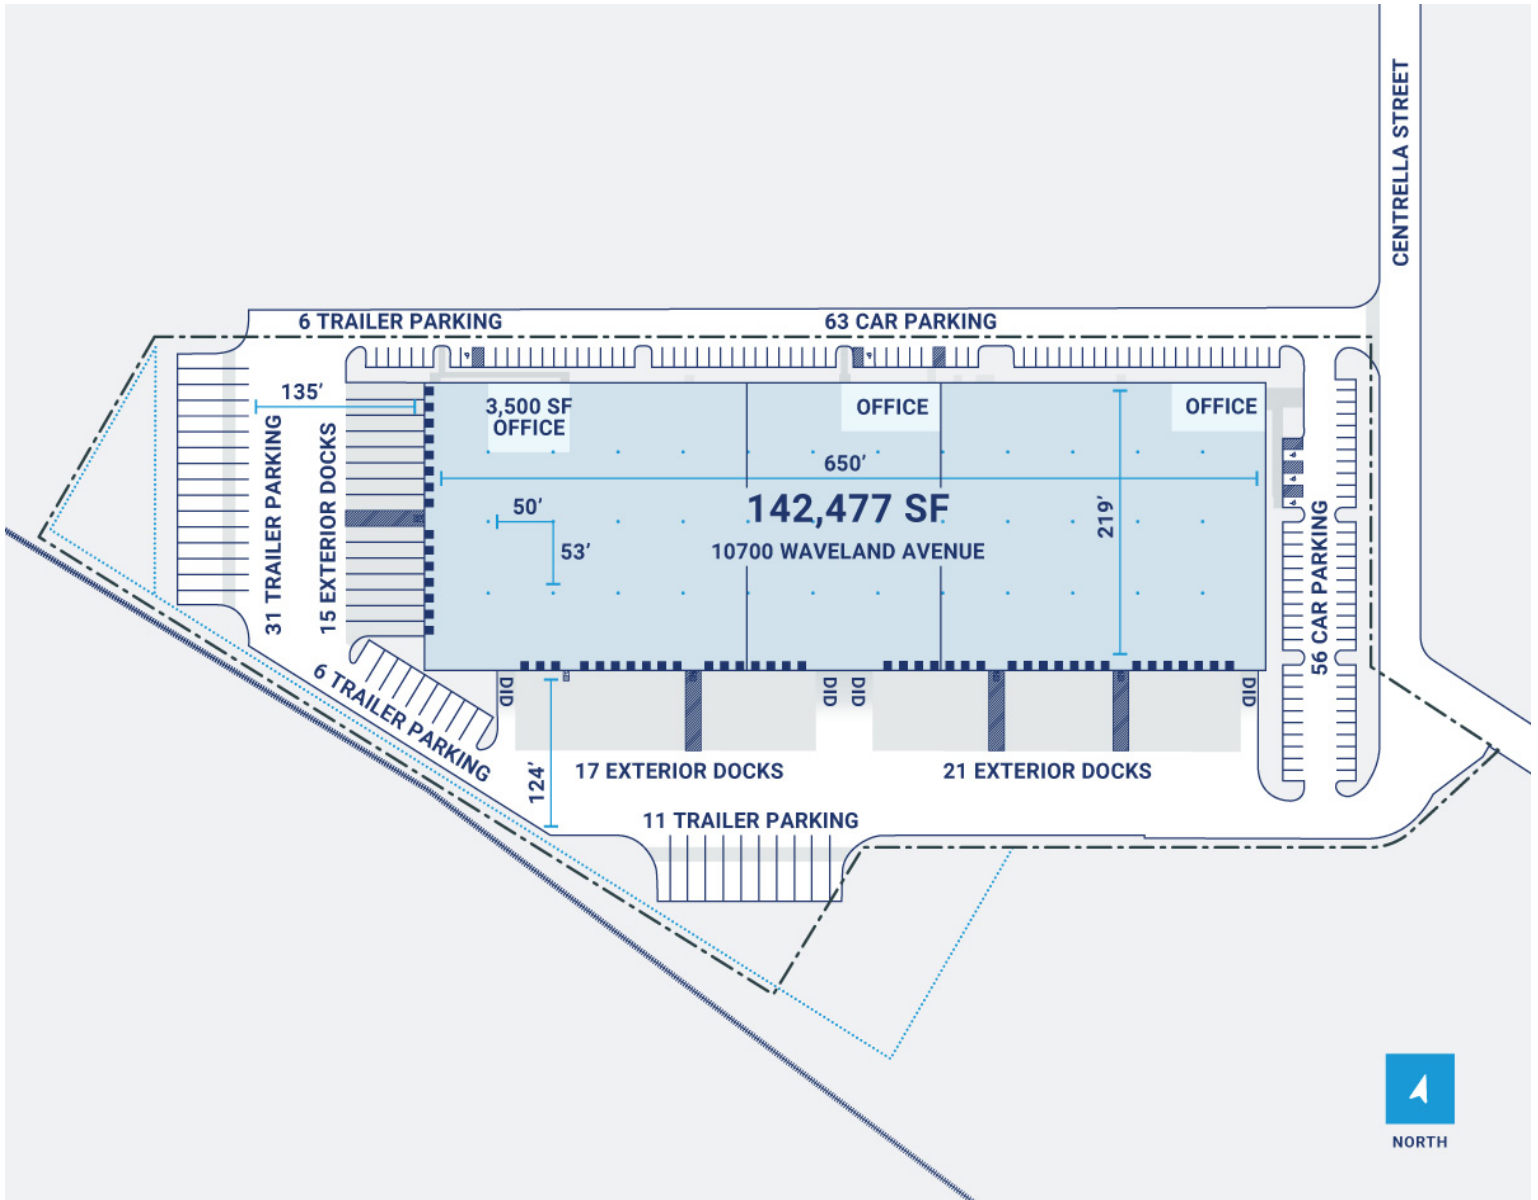 CENTRELLA STREET
6 TRAILER PARKING
63 CAR PARKING
135’
31 TRAILER PARKING
15 EXTERIOR DOCKS
3,500 SF
OFFICE
OFFICE
OFFICE
650’
219’
142,477 SF
50’
53’
10700 WAVELAND AVENUE
56 CAR PARKING
6 TRAILER PARKING
DID
DID
DID
DID
124’
17 EXTERIOR DOCKS
21 EXTERIOR DOCKS
11 TRAILER PARKING
NORTH